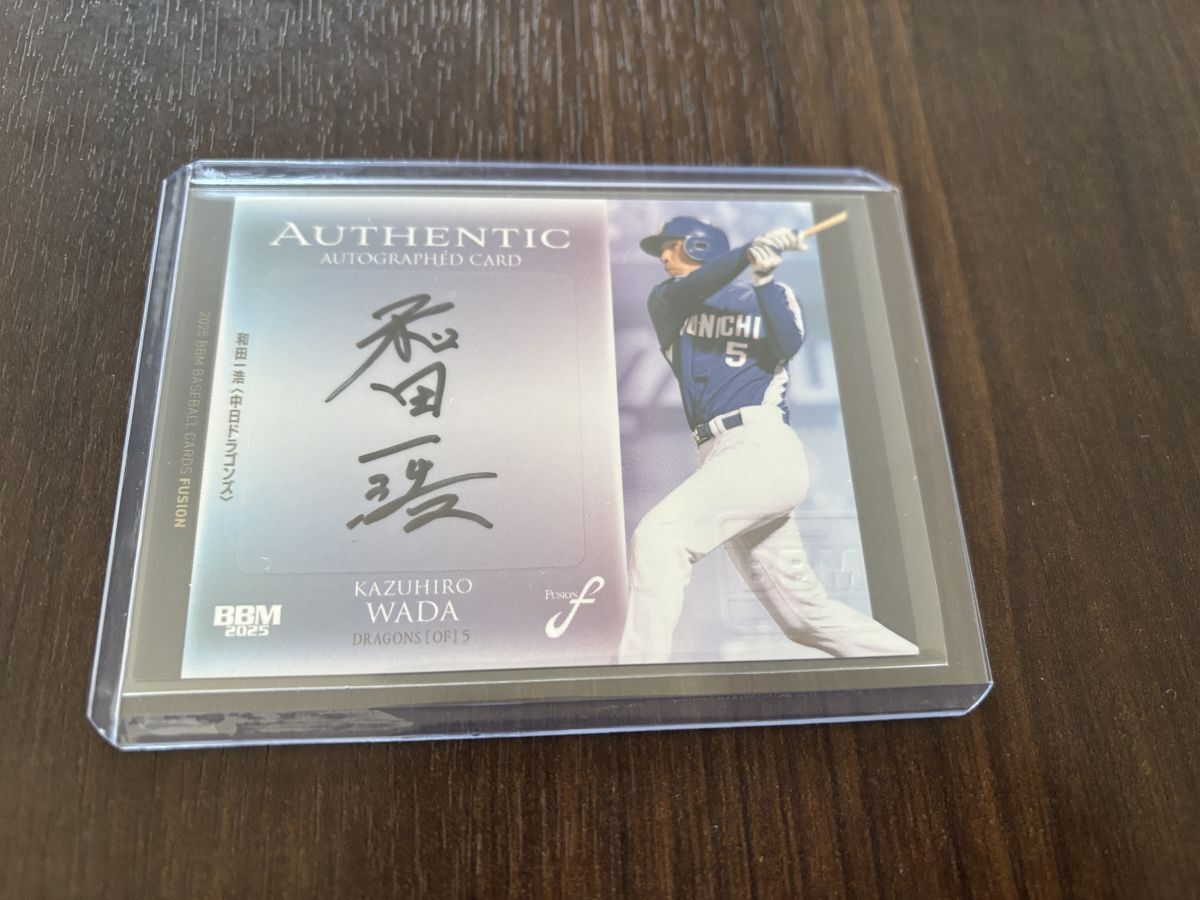 AUTHENTIC
AUTOGRAPHED CARD
和田
一浩
和田一浩〈中日ドラゴンズ〉
2025 BBM BASEBALL CARDS FUSION
UNICHI
5
KAZUHIRO
WADA
DRAGONS [OF] 5
BBM
2025
FUSION
f